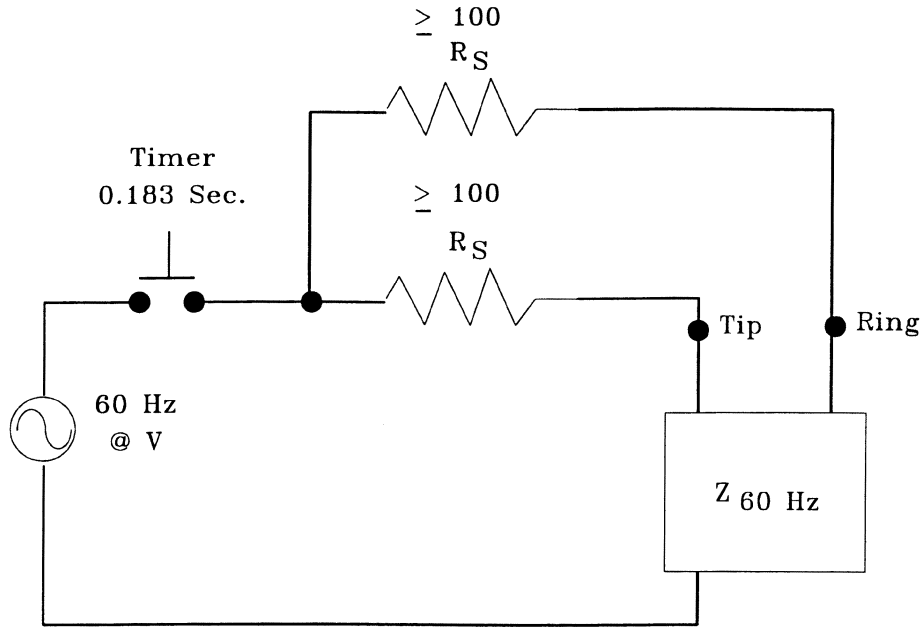 ≥ 100
R_S
Timer
0.183 Sec.
≥ 100
R_S
Tip
Ring
60 Hz
@ V
Z 60 Hz